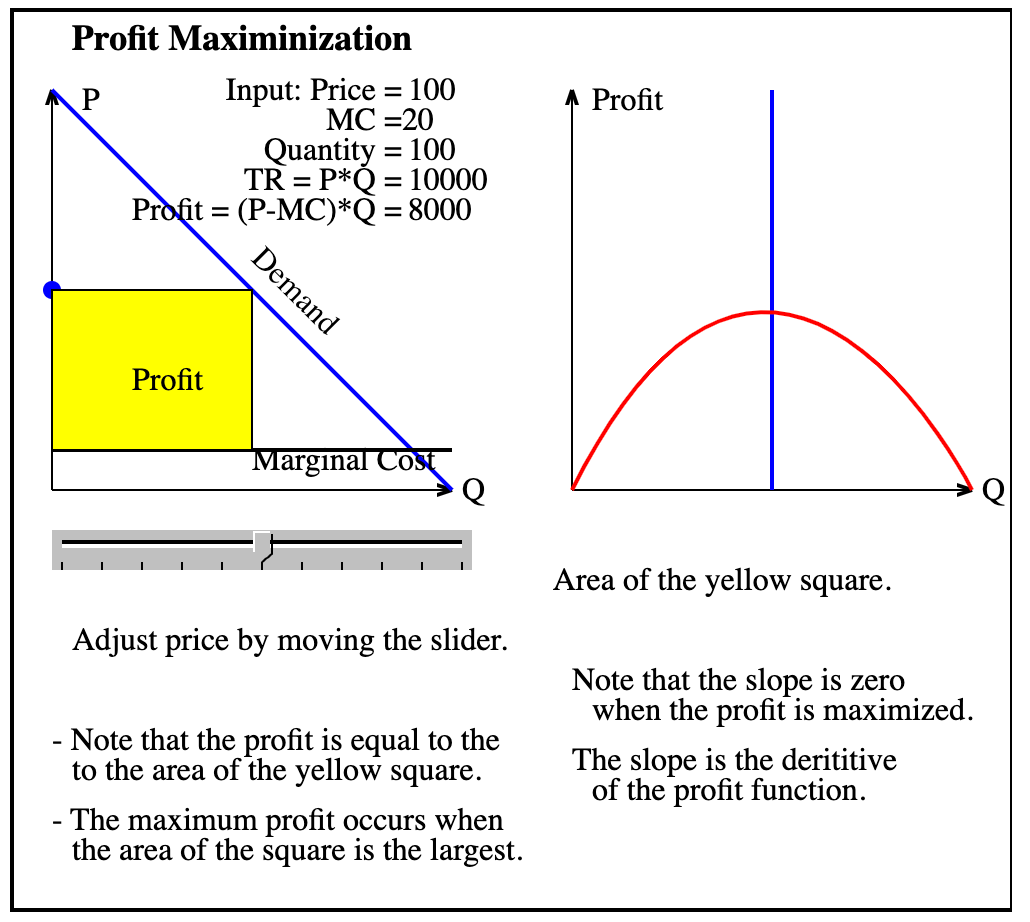 Profit Maximinization
P
Input: Price = 100
MC =20
Quantity = 100
TR = P*Q = 10000
Profit = (P-MC)*Q = 8000
Demand
Profit
Marginal Cost
Q
Adjust price by moving the slider.
- Note that the profit is equal to the
to the area of the yellow square.
- The maximum profit occurs when
the area of the square is the largest.
Profit
Q
Area of the yellow square.
Note that the slope is zero
when the profit is maximized.
The slope is the derititive
of the profit function.